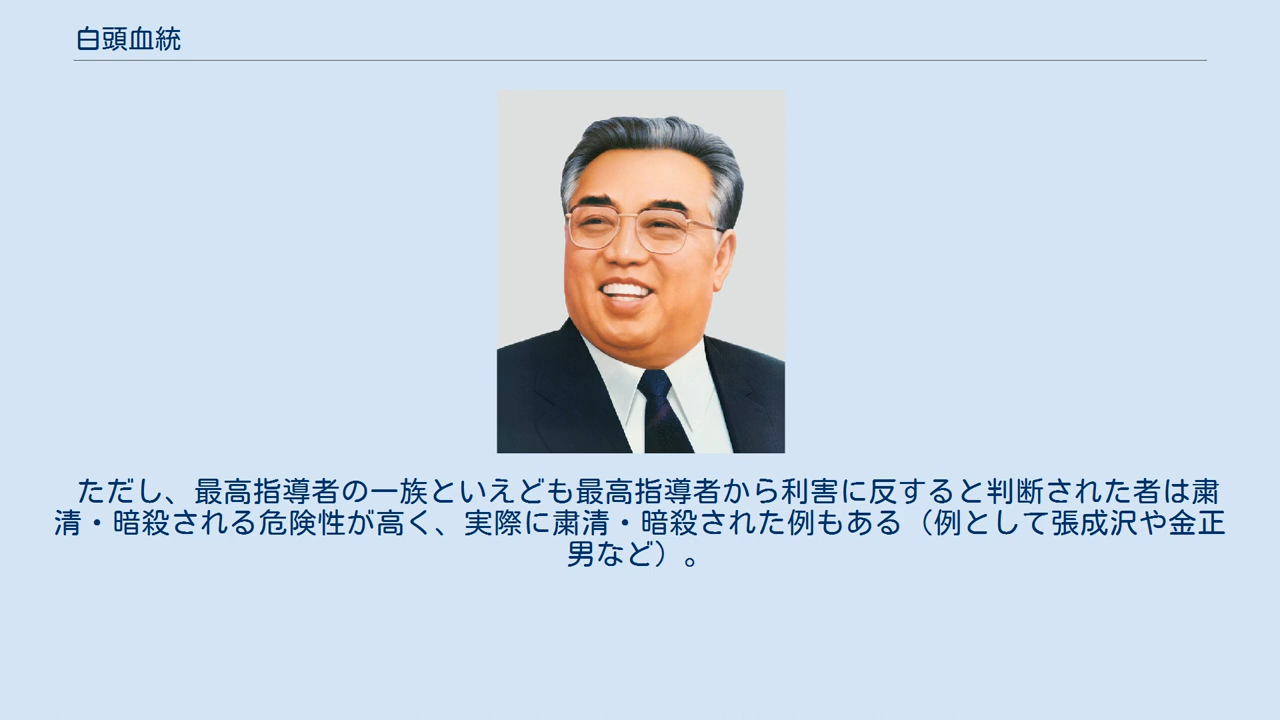 白頭血統
ただし、最高指導者の一族といえども最高指導者から利害に反すると判断された者は粛
清・暗殺される危険性が高く、実際に粛清・暗殺された例もある（例として張成沢や金正
男など）。